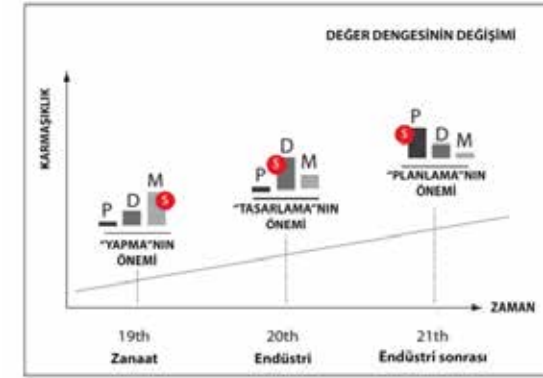 DEĞER DENGESİNİN DEĞİŞİMİ
KARMAŞIKLIK
P D M
S
"YAPMA"NIN
ÖNEMİ
P D M
S
"TASARLAMA"NIN
ÖNEMİ
P D M
S
"PLANLAMA"NIN
ÖNEMİ
ZAMAN
19th
Zanaat
20th
Endüstri
21th
Endüstri sonrası